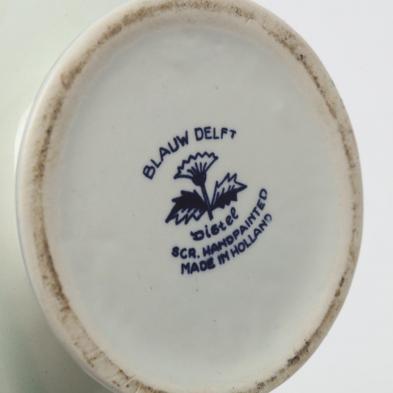 BLAUW DELFT
Distel
SCR. HANDPAINTED
MADE IN HOLLAND